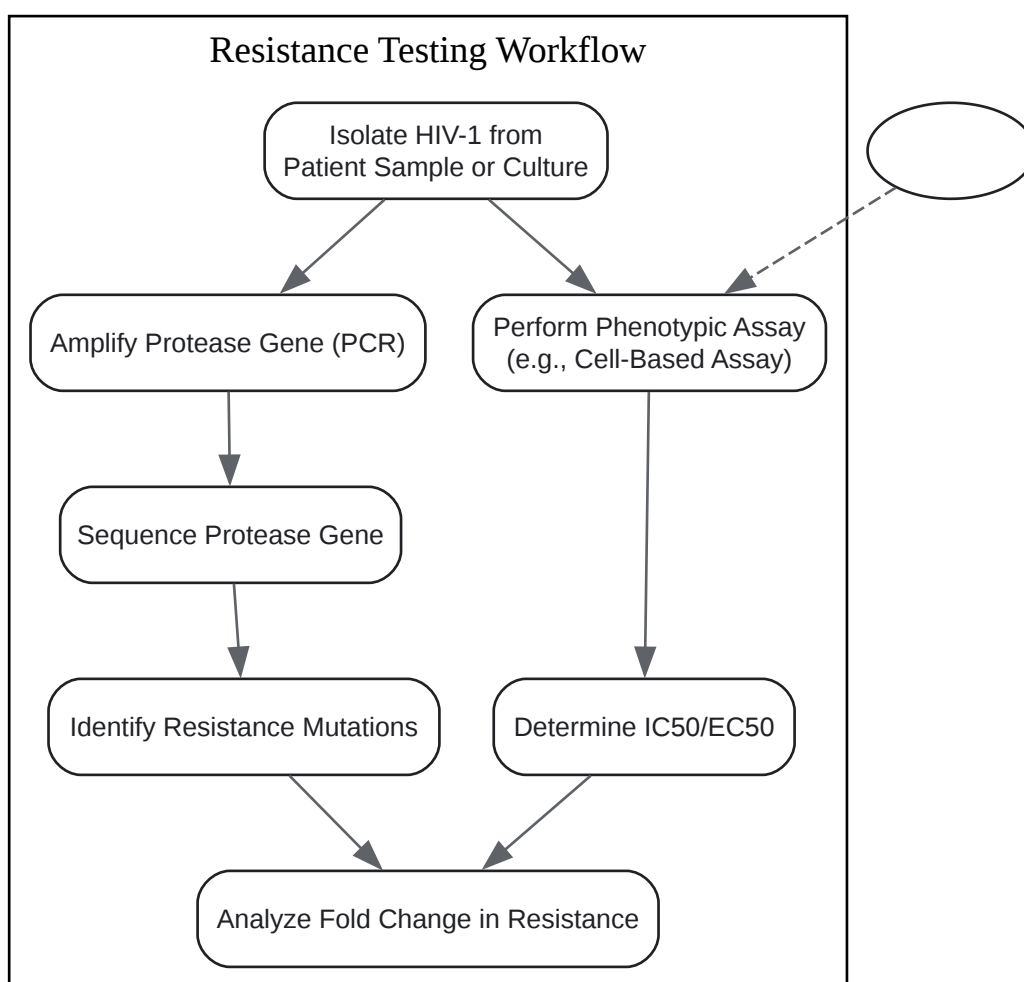 Resistance Testing Workflow
Isolate HIV-1 from
Patient Sample or Culture
Amplify Protease Gene (PCR)
Perform Phenotypic Assay
(e.g., Cell-Based Assay)
Sequence Protease Gene
Identify Resistance Mutations
Determine IC50/EC50
Analyze Fold Change in Resistance